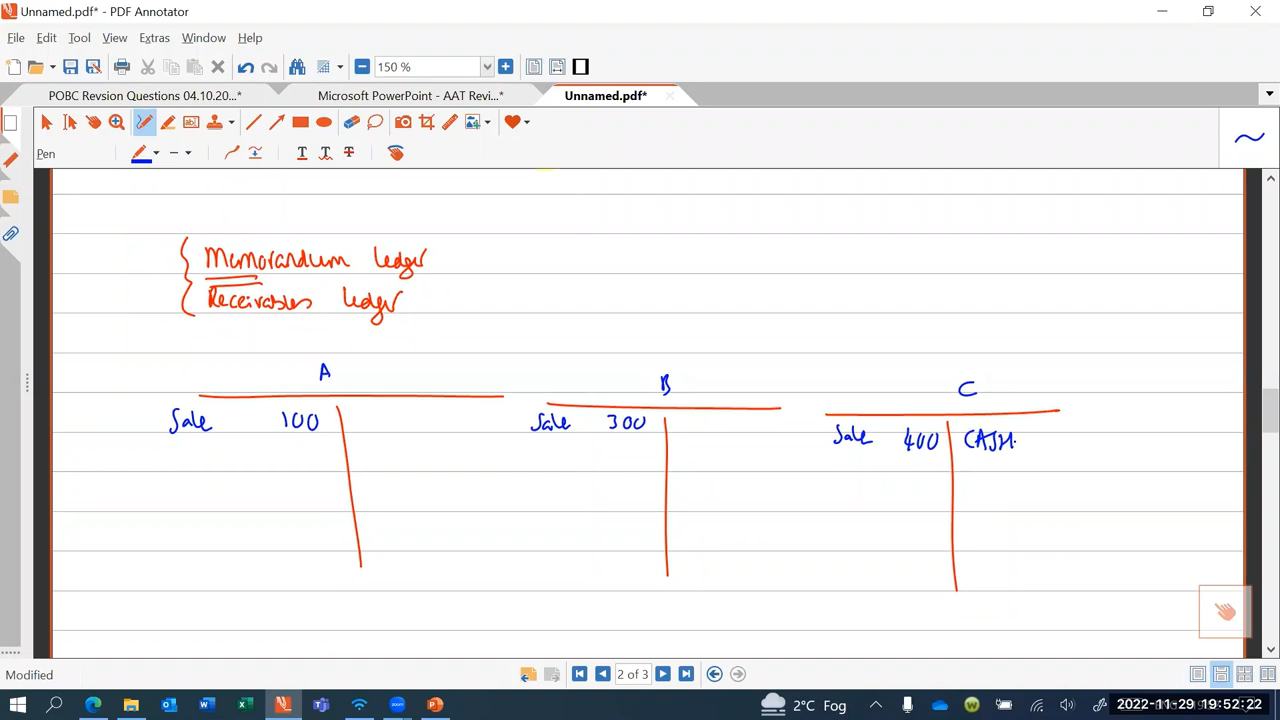 Unnamed.pdf* - PDF Annotator
File Edit Tool View Extras Window Help
150 %
POBC Revsion Questions 04.10.20...* Microsoft PowerPoint - AAT Revi...* Unnamed.pdf*
Pen
Memorandum ledger
Receivables ledger
A
B
C
Sale 100
Sale 300
Sale 400 CASH
2 of 3
Modified
2°C Fog
2022-11-29 19:52:22